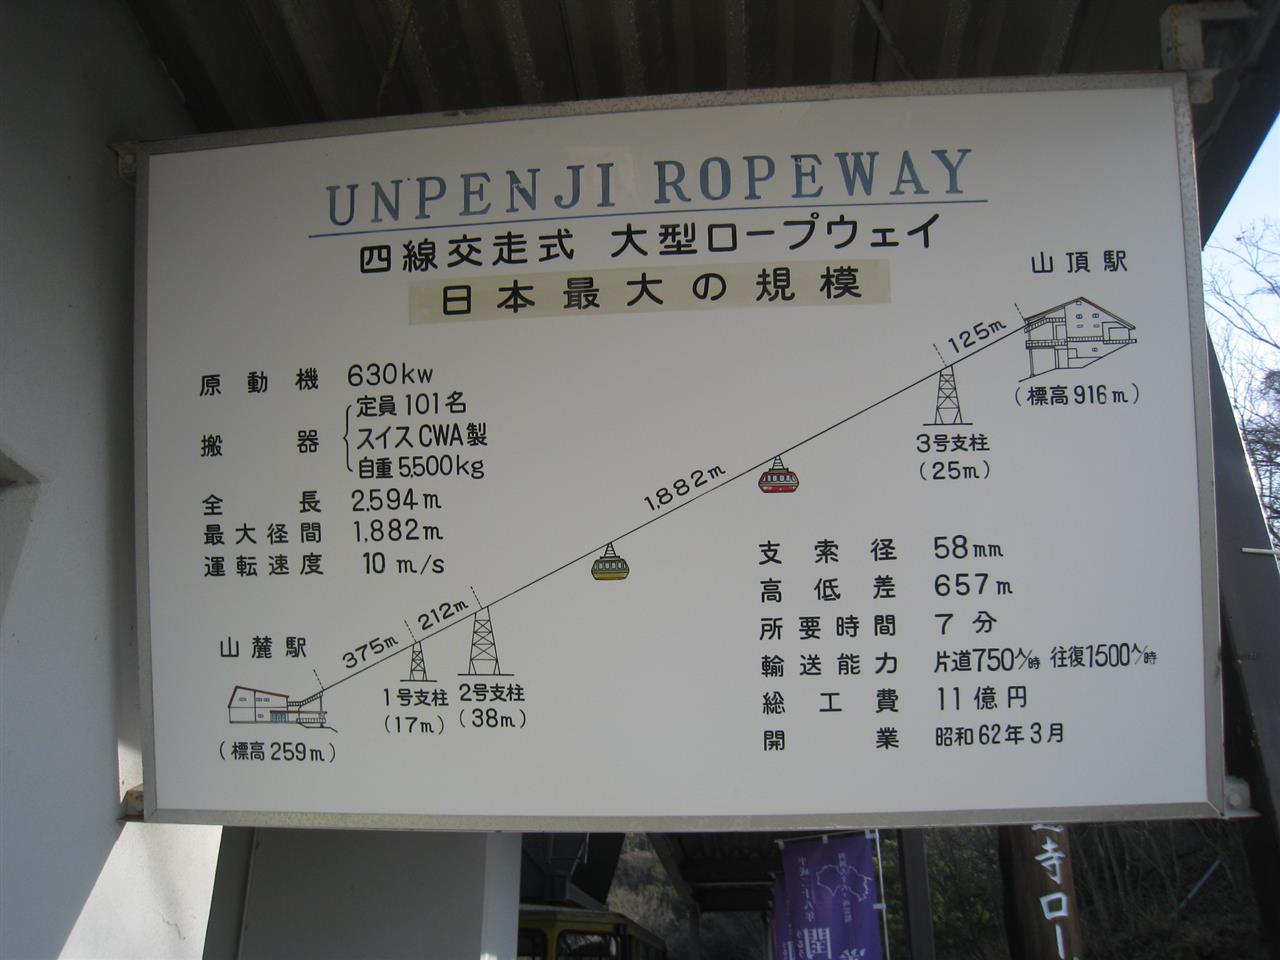 UNPENJI ROPEWAY
四線交走式 大型ロープウェイ
日本最大の規模
山頂駅
125m
(標高916m)
3号支柱
(25m)
1,882m
原動機 630kw
搬器 定員101名
スイスCWA製
自重5,500kg
全長 2,594m
最大径間 1,882m
運転速度 10m/s
212m
375m
山麓駅
(標高259m)
1号支柱
(17m)
2号支柱
(38m)
支索径 58mm
高低差 657m
所要時間 7分
輸送能力 片道750人/時 往復1500人/時
総工費 11億円
開業 昭和62年3月
寺ロー
閏